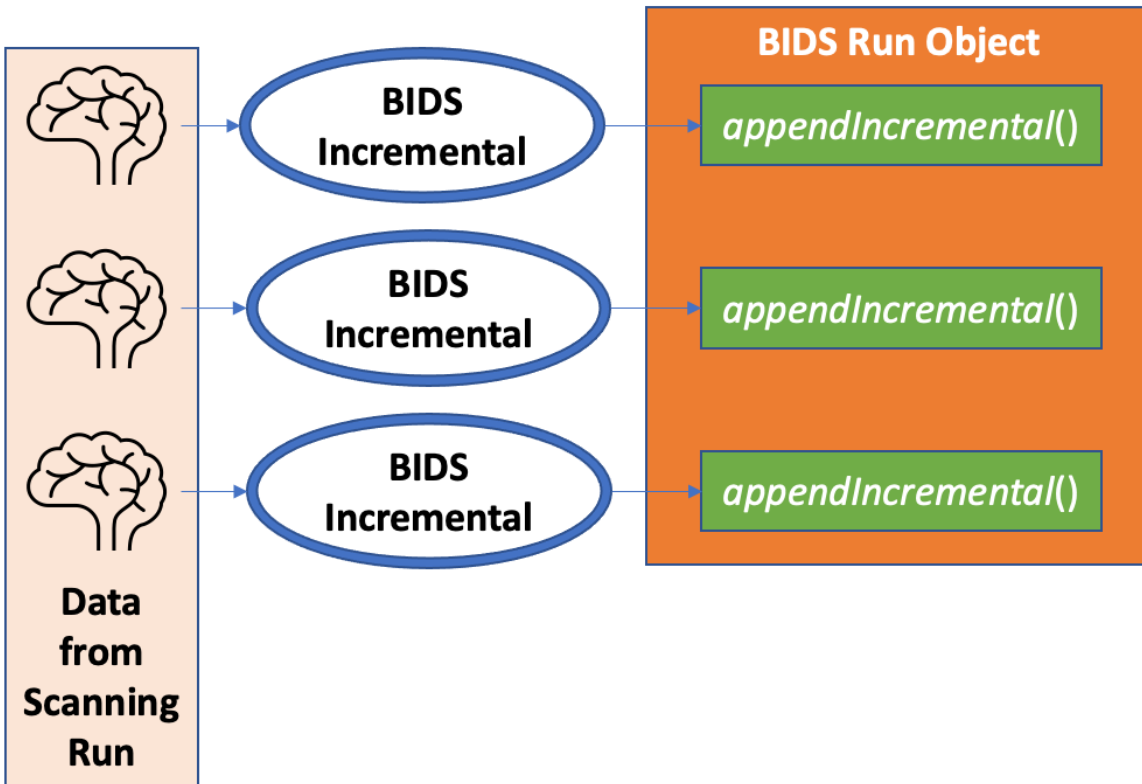 BIDS Run Object
BIDS
Incremental
appendIncremental()
BIDS
Incremental
appendIncremental()
BIDS
Incremental
appendIncremental()
Data
from
Scanning
Run